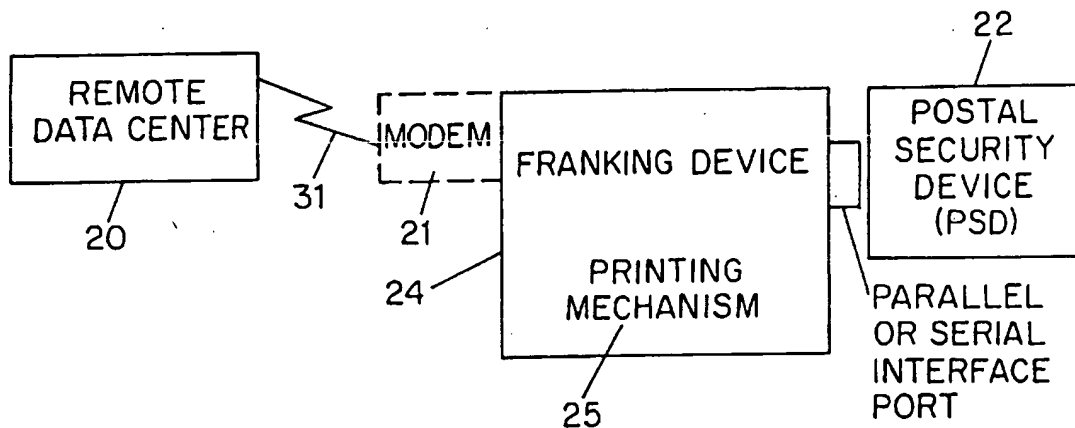 REMOTE
DATA CENTER
20
31
MODEM
21
FRANKING DEVICE
24
PRINTING
MECHANISM
25
22
POSTAL
SECURITY
DEVICE
(PSD)
PARALLEL
OR SERIAL
INTERFACE
PORT